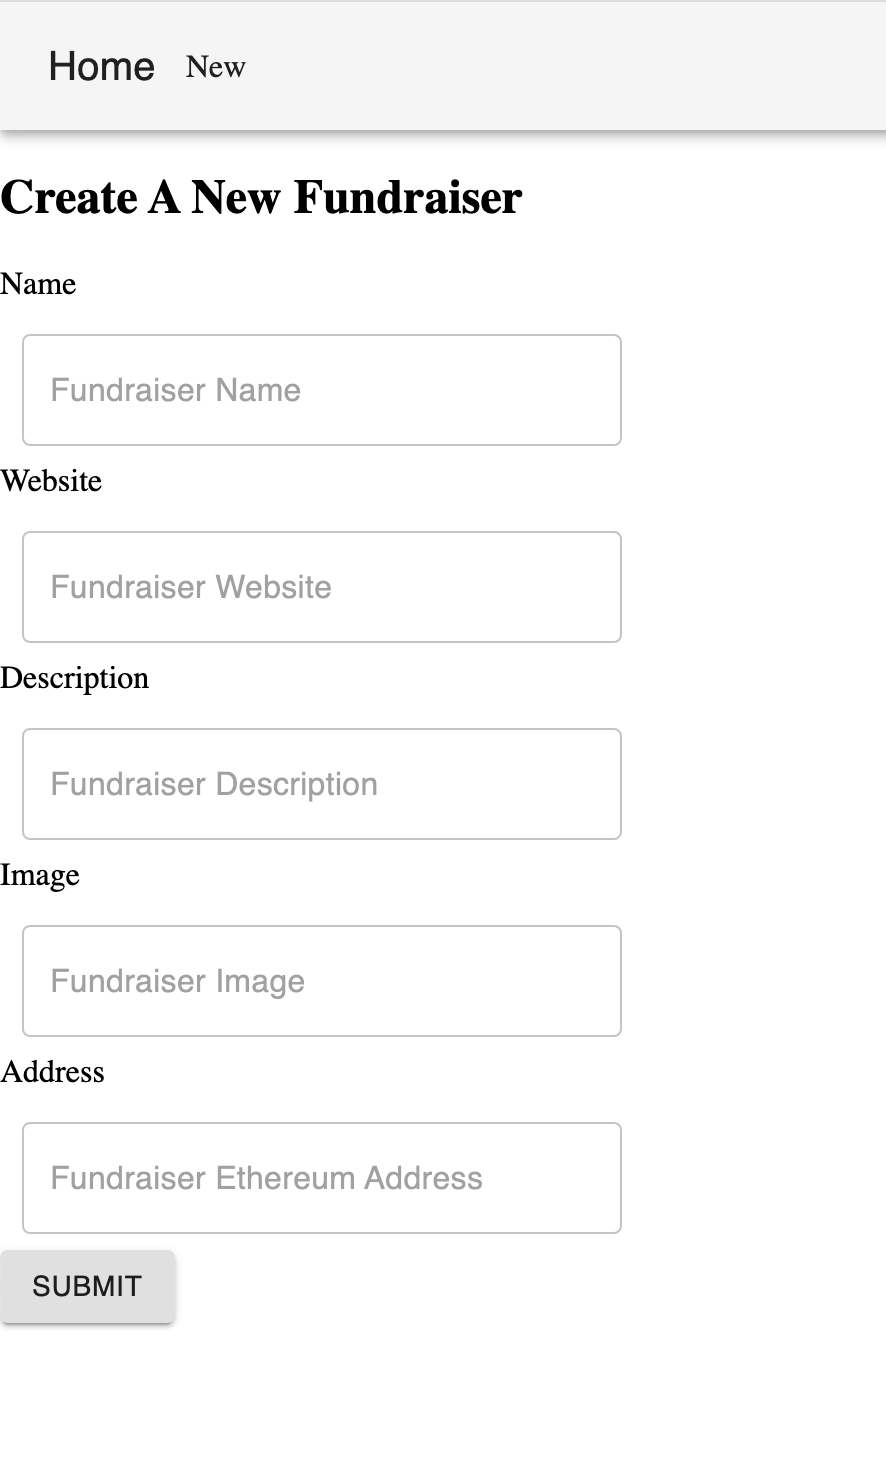 Home New
Create A New Fundraiser
Name
Fundraiser Name
Website
Fundraiser Website
Description
Fundraiser Description
Image
Fundraiser Image
Address
Fundraiser Ethereum Address
SUBMIT